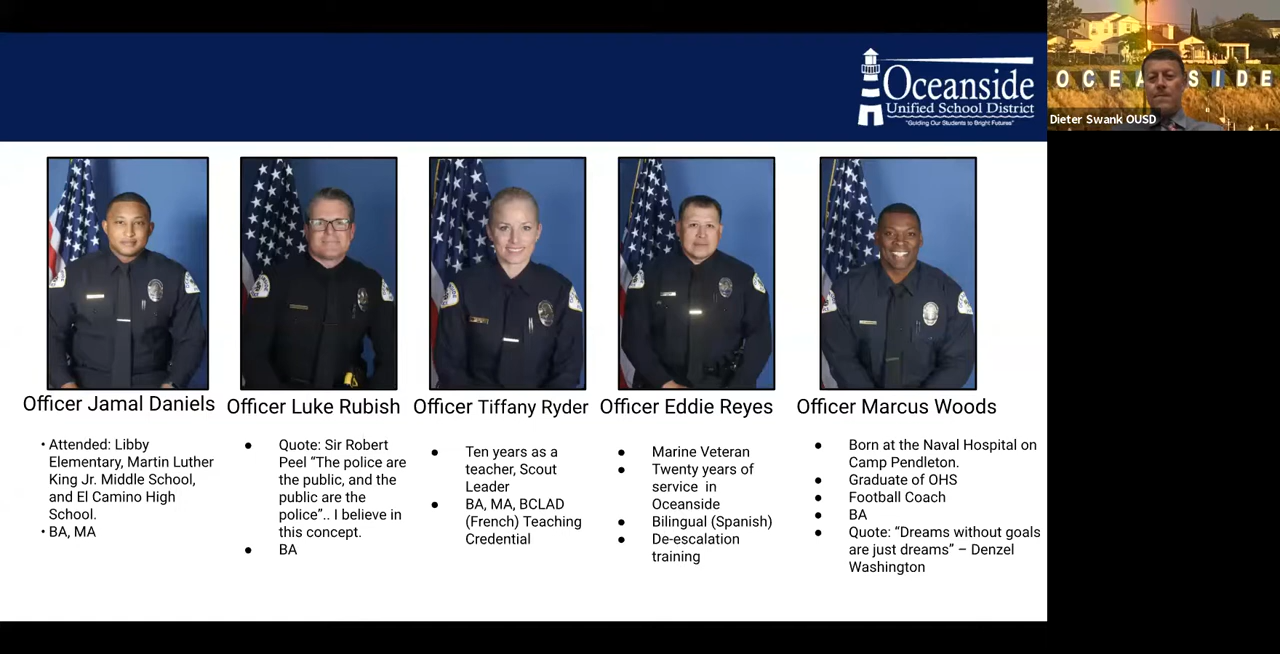 Oceanside
Unified School District
"Guiding Our Students to Bright Futures"
OCEANSIDE
Dieter Swank OUSD
Officer Jamal Daniels
• Attended: Libby
Elementary, Martin Luther
King Jr. Middle School,
and El Camino High
School.
• BA, MA
Officer Luke Rubish
● Quote: Sir Robert
Peel “The police are
the public, and the
public are the
police”.. I believe in
this concept.
● BA
Officer Tiffany Ryder
● Ten years as a
teacher, Scout
Leader
● BA, MA, BCLAD
(French) Teaching
Credential
Officer Eddie Reyes
● Marine Veteran
● Twenty years of
service in
Oceanside
● Bilingual (Spanish)
● De-escalation
training
Officer Marcus Woods
● Born at the Naval Hospital on
Camp Pendleton.
● Graduate of OHS
● Football Coach
● BA
● Quote: “Dreams without goals
are just dreams” – Denzel
Washington